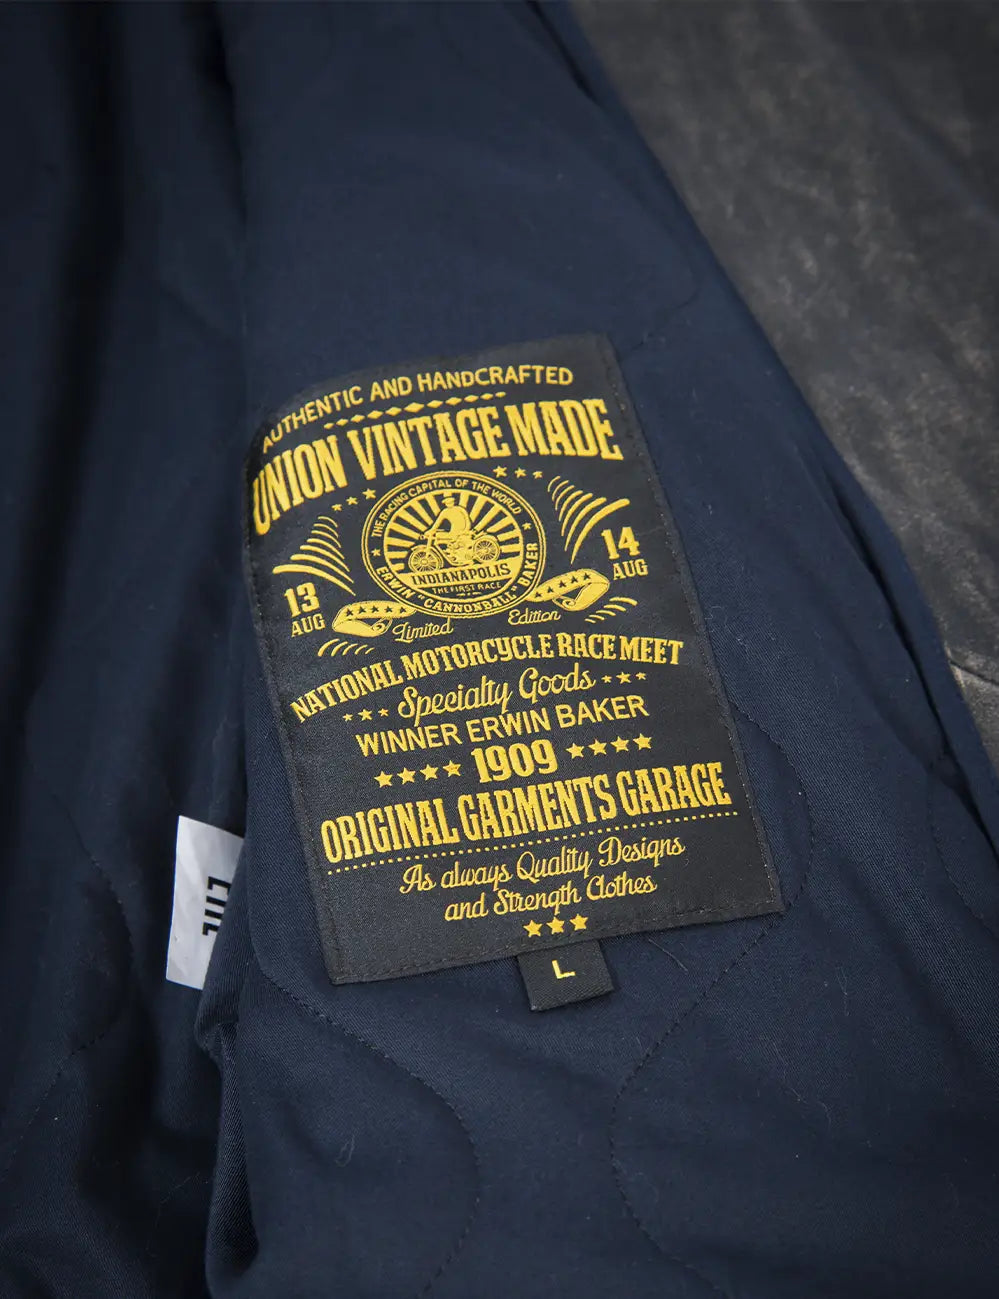 AUTHENTIC AND HANDCRAFTED
UNION VINTAGE MADE
THE RACING CAPITAL OF THE WORLD
INDIANAPOLIS
THE FIRST RACE
ERWIN "CANNONBALL" BAKER
13
AUG
14
AUG
Limited Edition
NATIONAL MOTORCYCLE RACE MEET
Specialty Goods
WINNER ERWIN BAKER
1909
ORIGINAL GARMENTS GARAGE
As always Quality Designs
and Strength Clothes
L